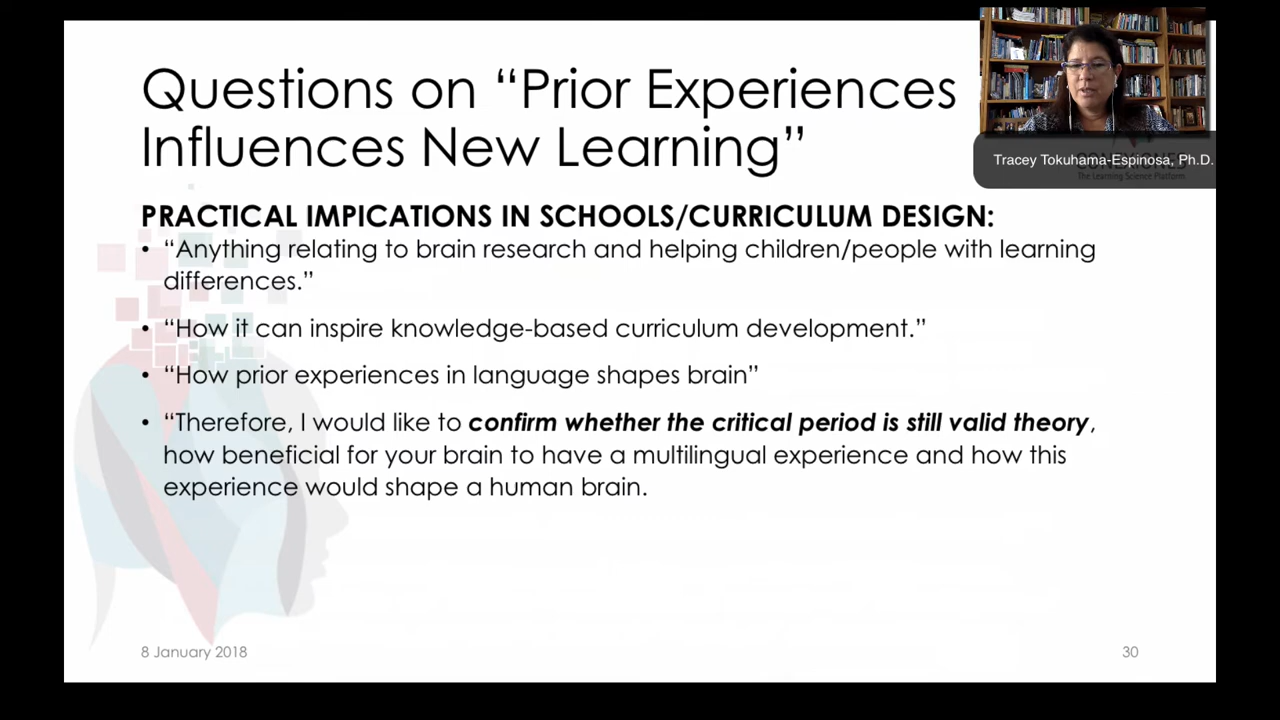 Questions on “Prior Experiences
Influences New Learning”
Tracey Tokuhama-Espinosa, Ph.D.
The Learning Science Platform
PRACTICAL IMPICATIONS IN SCHOOLS/CURRICULUM DESIGN:
• “Anything relating to brain research and helping children/people with learning
differences.”
• “How it can inspire knowledge-based curriculum development.”
• “How prior experiences in language shapes brain”
• “Therefore, I would like to confirm whether the critical period is still valid theory,
how beneficial for your brain to have a multilingual experience and how this
experience would shape a human brain.
8 January 2018
30